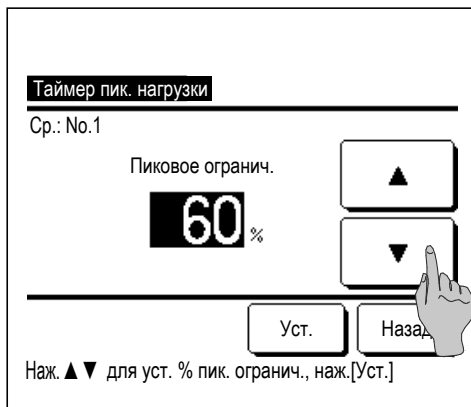 Таймер пик. нагрузки
Ср.: No.1
Пиковое огранич.
▲
60 %
▼
Уст. Назад
Наж. ▲ ▼ для уст. % пик. огранич., наж.[Уст.]